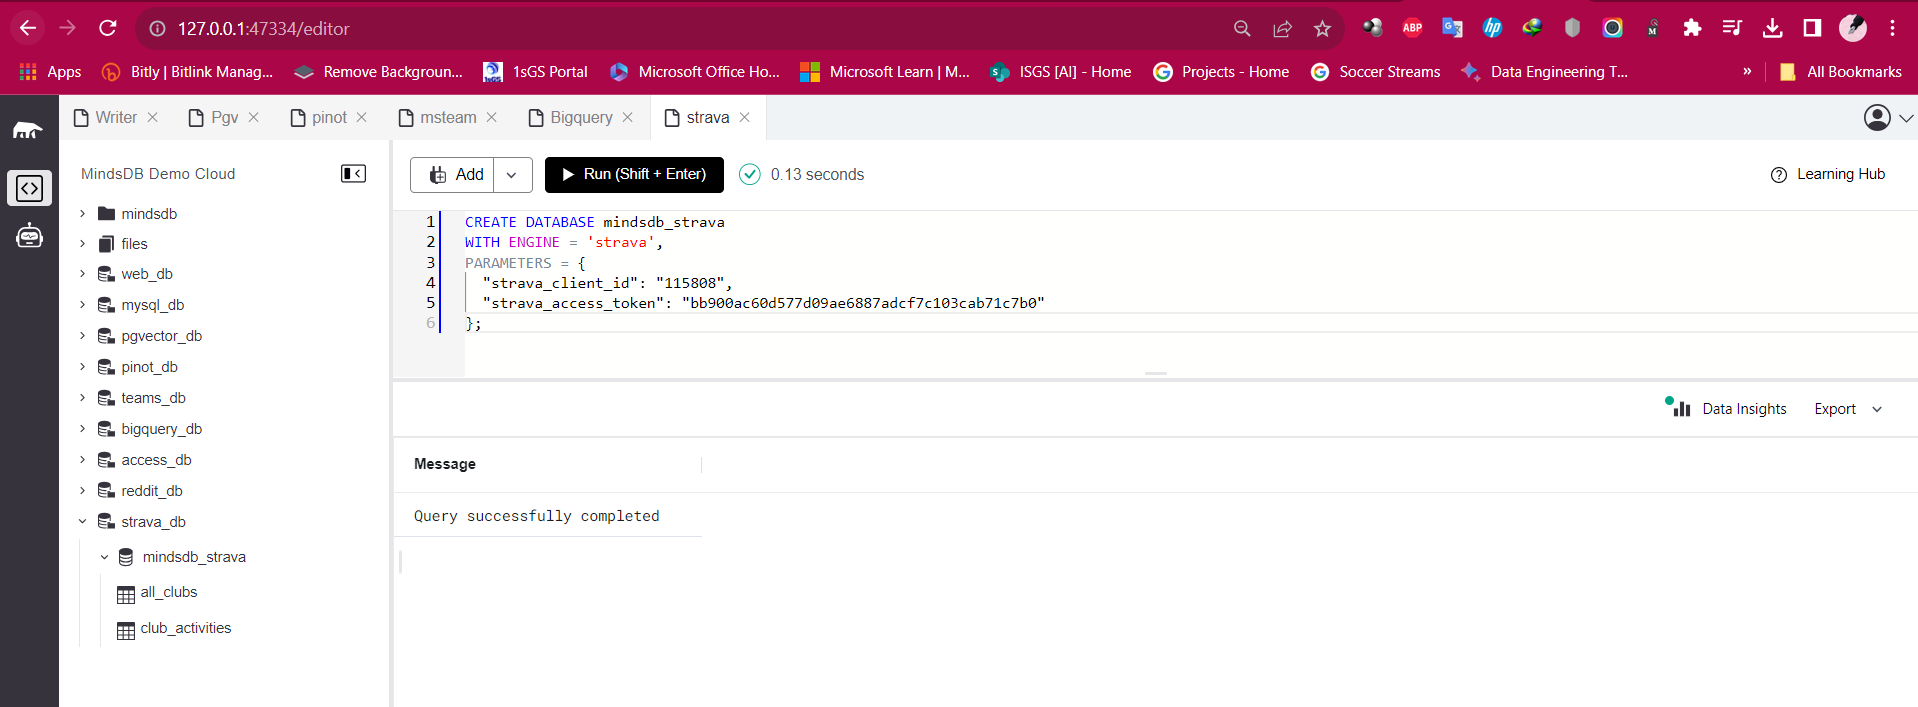 127.0.0.1:47334/editor
ABP
Apps
Bitly | Bitlink Manag...
Remove Backgroun...
1sGS Portal
Microsoft Office Ho...
Microsoft Learn | M...
ISGS [AI] - Home
Projects - Home
Soccer Streams
Data Engineering T...
»
All Bookmarks
Writer
Pgv
pinot
msteam
Bigquery
strava
MindsDB Demo Cloud
Add
Run (Shift + Enter)
0.13 seconds
Learning Hub
mindsdb
files
web_db
mysql_db
pgvector_db
pinot_db
teams_db
bigquery_db
access_db
reddit_db
strava_db
mindsdb_strava
all_clubs
club_activities
1 CREATE DATABASE mindsdb_strava
2 WITH ENGINE = 'strava',
3 PARAMETERS = {
4 "strava_client_id": "115808",
5 "strava_access_token": "bb900ac60d577d09ae6887adcf7c103cab71c7b0"
6 };
Data Insights
Export
Message
Query successfully completed